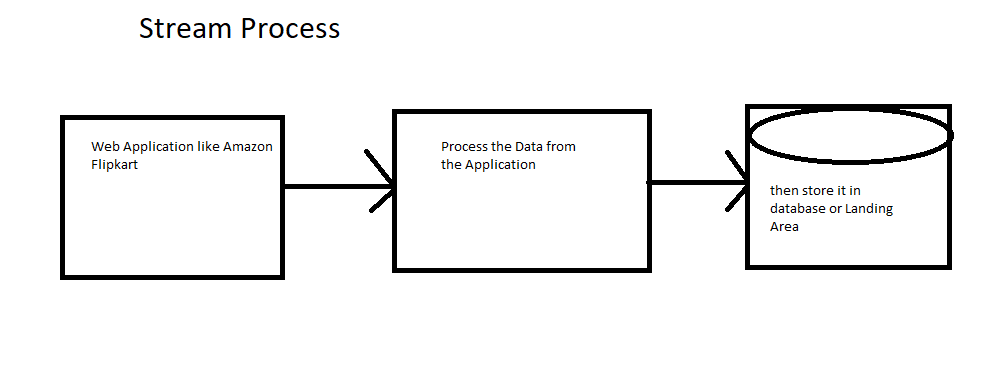 Stream Process
Web Application like Amazon
Flipkart
Process the Data from
the Application
then store it in
database or Landing
Area